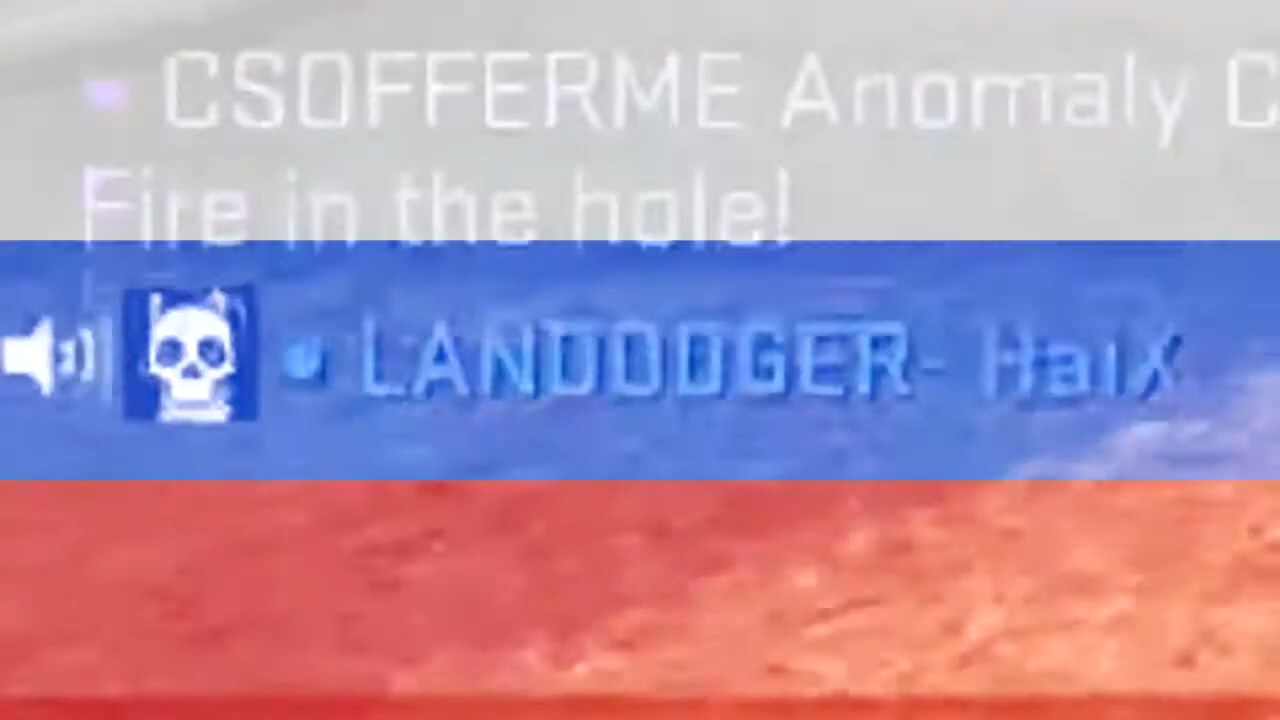 CSOFFERME Anomaly C
Fire in the hole!
LANDODGER- HaiX